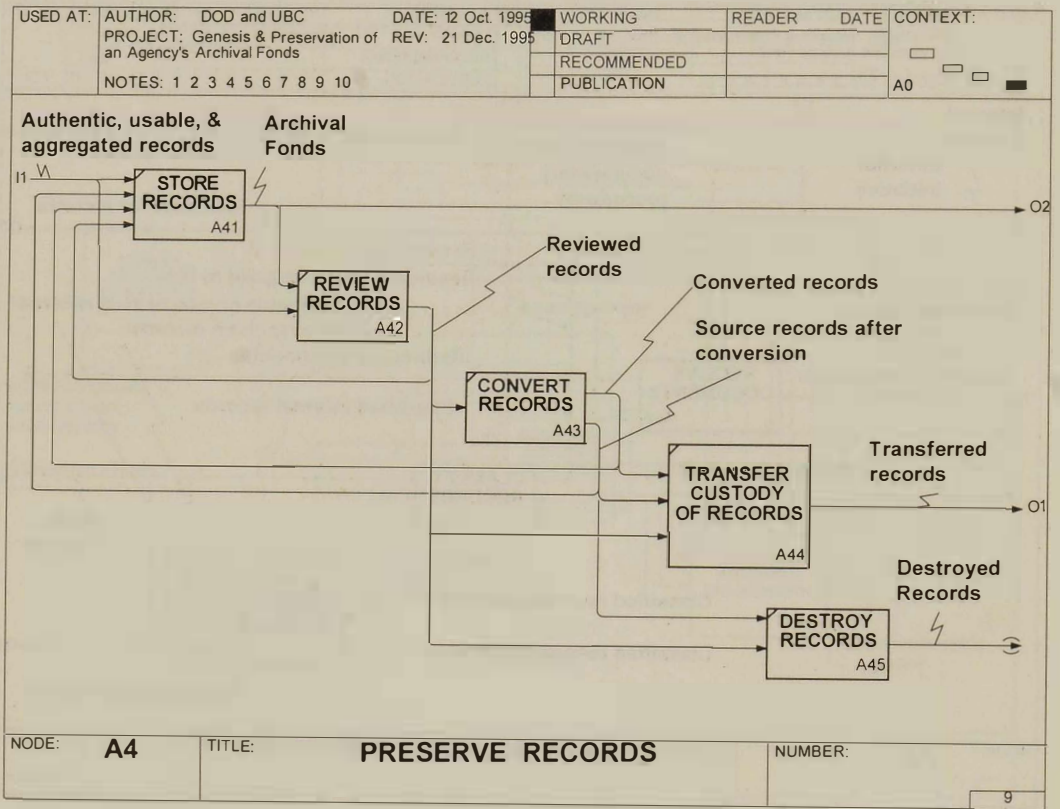 USED AT:
AUTHOR: DOD and UBC
DATE: 12 Oct. 1995
PROJECT: Genesis & Preservation of
an Agency's Archival Fonds
REV: 21 Dec. 1995
NOTES: 1 2 3 4 5 6 7 8 9 10
WORKING
DRAFT
RECOMMENDED
PUBLICATION
READER DATE
CONTEXT:
A0
Authentic, usable, &
aggregated records
Archival
Fonds
I1
STORE
RECORDS
A41
O2
REVIEW
RECORDS
A42
Reviewed
records
Converted records
Source records after
conversion
CONVERT
RECORDS
A43
TRANSFER
CUSTODY
OF RECORDS
A44
Transferred
records
O1
Destroyed
Records
DESTROY
RECORDS
A45
NODE: A4
TITLE: PRESERVE RECORDS
NUMBER:
9